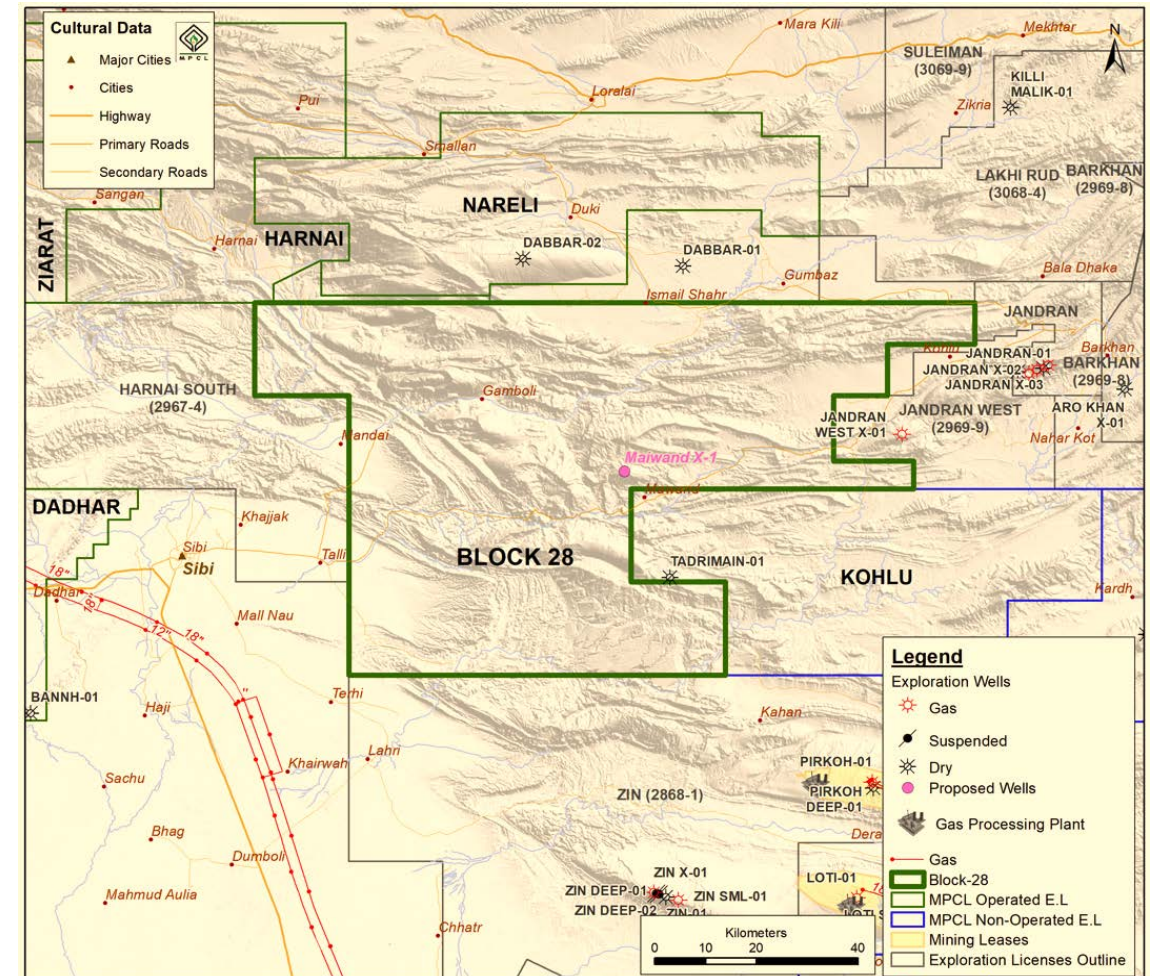 Cultural Data
MPCL
Major Cities
Cities
Highway
Primary Roads
Secondary Roads
N
Mara Kili
Mekhtar
SULEIMAN
(3069-9)
KILLI
MALIK-01
Zikria
Pui
Loralai
Smallan
LAKHI RUD
(3068-4)
BARKHAN
(2969-8)
Sangan
NARELI
Duki
ZIARAT
HARNAI
Harnai
DABBAR-02
DABBAR-01
Gumbaz
Bala Dhaka
Ismail Shahr
JANDRAN
Barkhan
JANDRAN-01
JANDRAN X-02
JANDRAN X-03
BARKHAN
(2969-8)
HARNAI SOUTH
(2967-4)
Gamboli
JANDRAN
WEST X-01
JANDRAN WEST
(2969-9)
ARO KHAN
X-01
Nahar Kot
Mandai
Maiwand X-1
Mawand
DADHAR
Khajjak
Sibi
Sibi
Talli
BLOCK 28
TADRIMAIN-01
KOHLU
Kardh
18"
18"
Dadhar
12"
18"
Mall Nau
BANNH-01
Haji
Terhi
Kahan
Lahri
Khairwah
Sachu
PIRKOH-01
PIRKOH
DEEP-01
ZIN (2868-1)
Dera
Bhag
Dumboli
Mahmud Aulia
LOTI-01
ZIN X-01
ZIN DEEP-01
ZIN SML-01
ZIN DEEP-02
ZIN-01
Chhatr
Kilometers
0 10 20 40
Legend
Exploration Wells
Gas
Suspended
Dry
Proposed Wells
Gas Processing Plant
Gas
Block-28
MPCL Operated E.L
MPCL Non-Operated E.L
Mining Leases
Exploration Licenses Outline